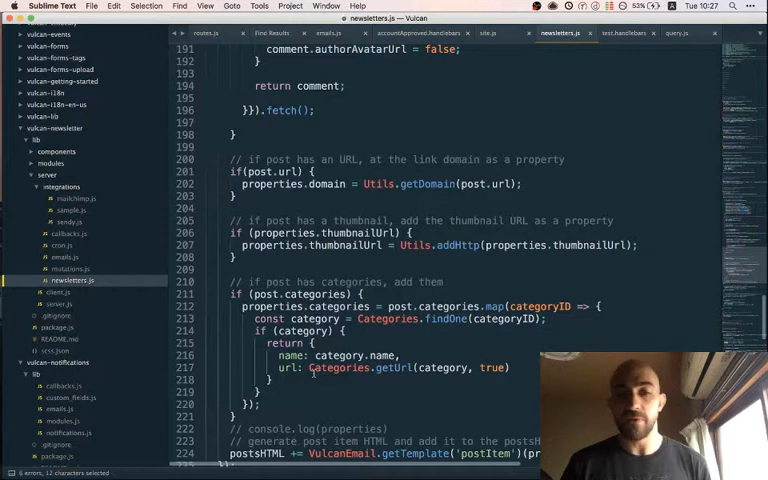 Sublime Text File Edit Selection Find View Goto Tools Project Window Help 53% A Tue 10:27
newsletters.js — Vulcan
routes.js Find Results emails.js accountApproved.handlebars site.js newsletters.js test.handlebars query.js
vulcan-events
vulcan-forms
vulcan-forms-tags
vulcan-forms-upload
vulcan-getting-started
vulcan-i18n
vulcan-i18n-en-us
vulcan-lib
vulcan-newsletter
lib
components
modules
server
integrations
mailchimp.js
sample.js
sendy.js
callbacks.js
cron.js
emails.js
mutations.js
newsletters.js
client.js
server.js
.gitignore
package.js
README.md
scss.json
vulcan-notifications
lib
callbacks.js
custom_fields.js
emails.js
modules.js
notifications.js
.gitignore
package.js
191 comment.authorAvatarUrl = false;
192 }
193
194 return comment;
195
196 }}).fetch();
197
198 }
199
200 // if post has an URL, at the link domain as a property
201 if(post.url) {
202 properties.domain = Utils.getDomain(post.url);
203 }
204
205 // if post has a thumbnail, add the thumbnail URL as a property
206 if (properties.thumbnailUrl) {
207 properties.thumbnailUrl = Utils.addHttp(properties.thumbnailUrl);
208 }
209
210 // if post has categories, add them
211 if (post.categories) {
212 properties.categories = post.categories.map(categoryID => {
213 const category = Categories.findOne(categoryID);
214 if (category) {
215 return {
216 name: category.name,
217 url: Categories.getUrl(category, true)
218 }
219 }
220 });
221 }
222 // console.log(properties)
223 // generate post item HTML and add it to the postsH
224 postsHTML += VulcanEmail.getTemplate('postItem')(pr
225 });
6 errors, 12 characters selected